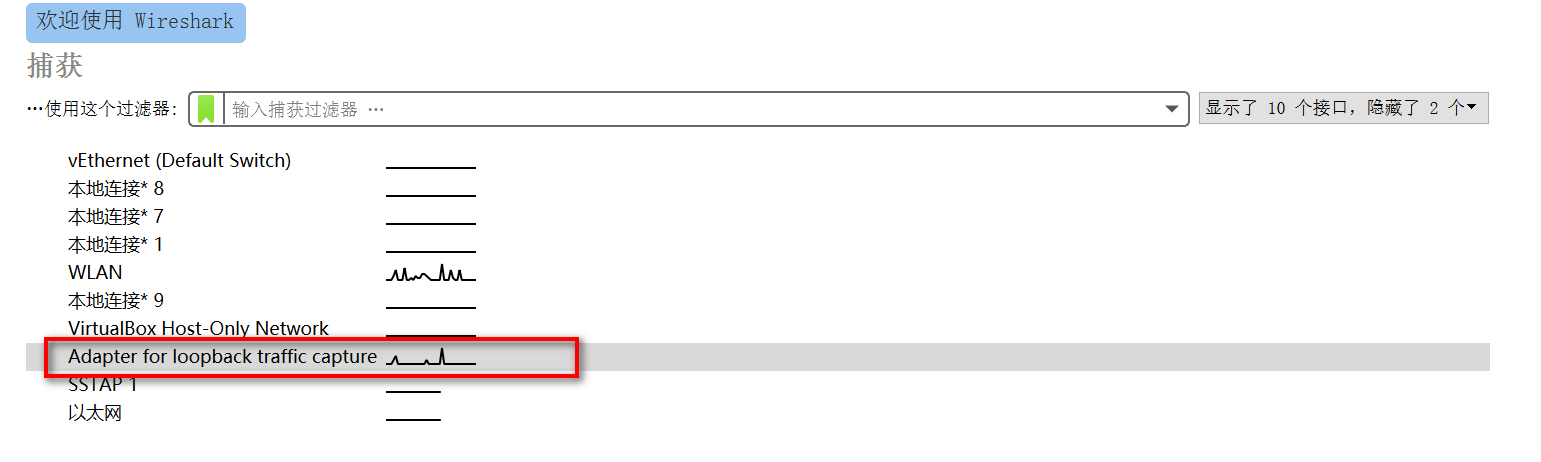 欢迎使用 Wireshark
捕获
…使用这个过滤器: 输入捕获过滤器 … 显示了 10 个接口, 隐藏了 2 个
vEthernet (Default Switch)
本地连接* 8
本地连接* 7
本地连接* 1
WLAN
本地连接* 9
VirtualBox Host-Only Network
Adapter for loopback traffic capture
SSTAP 1
以太网